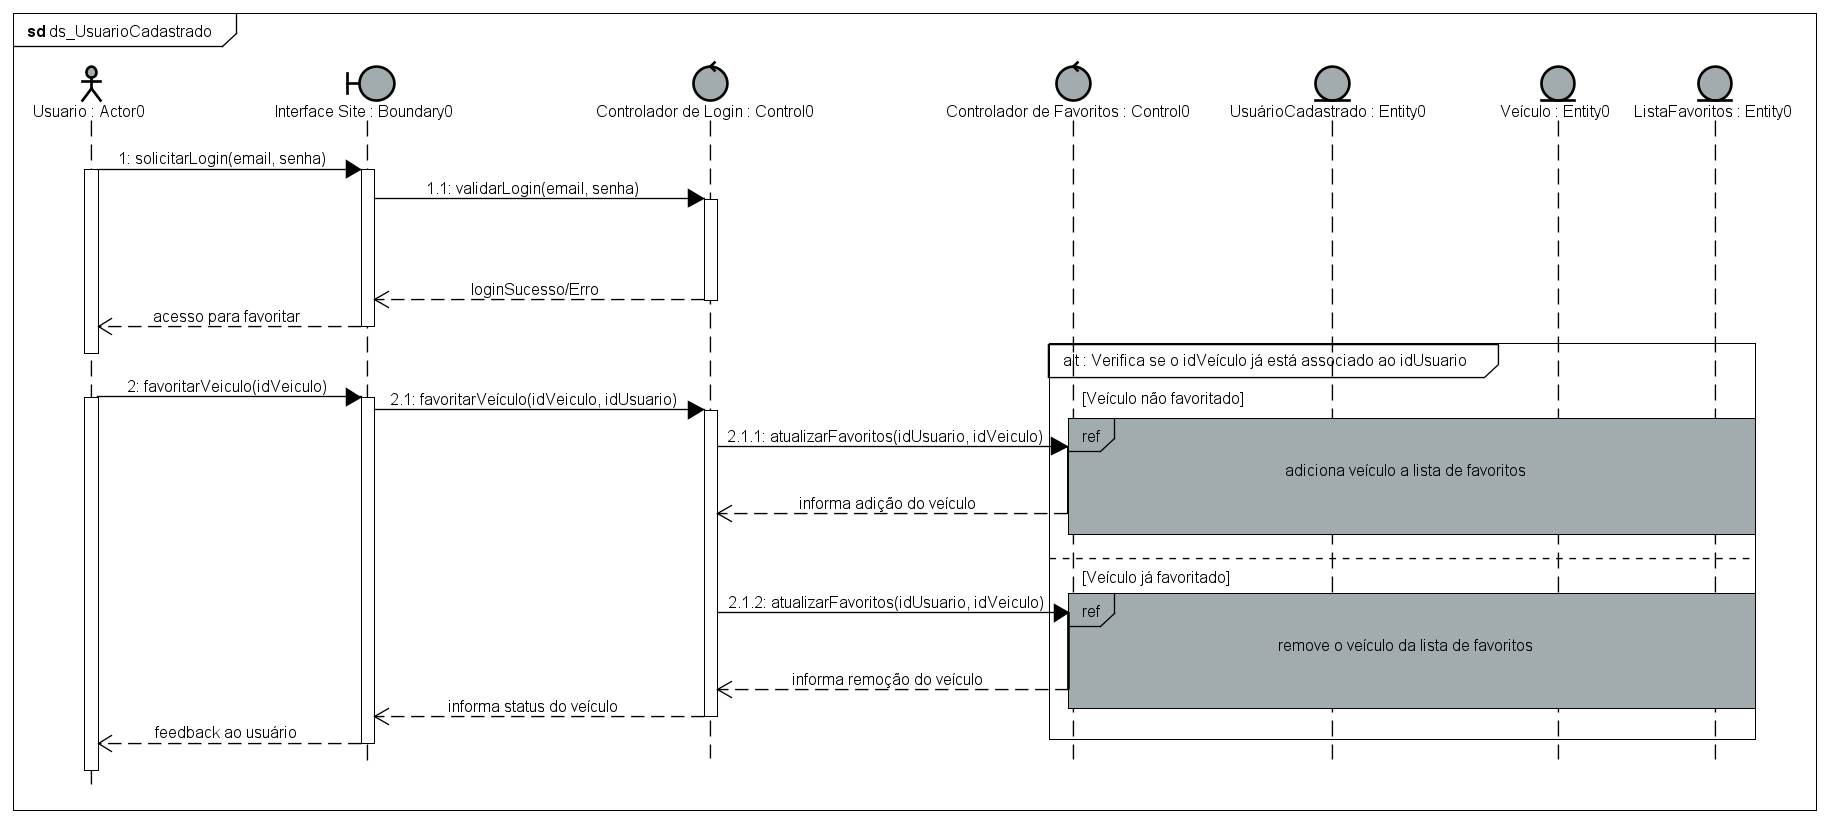 sd ds_UsuarioCadastrado
Usuario : Actor0
Interface Site : Boundary0
Controlador de Login : Control0
Controlador de Favoritos : Control0
UsuárioCadastrado : Entity0
Veículo : Entity0
ListaFavoritos : Entity0
1: solicitarLogin(email, senha)
1.1: validarLogin(email, senha)
loginSucesso/Erro
acesso para favoritar
alt : Verifica se o idVeículo já está associado ao idUsuario
2: favoritarVeiculo(idVeiculo)
2.1: favoritarVeículo(idVeiculo, idUsuario)
[Veículo não favoritado]
2.1.1: atualizarFavoritos(idUsuario, idVeiculo)
ref
adiciona veículo a lista de favoritos
informa adição do veículo
[Veículo já favoritado]
2.1.2: atualizarFavoritos(idUsuario, idVeiculo)
ref
remove o veículo da lista de favoritos
informa remoção do veículo
informa status do veículo
feedback ao usuário